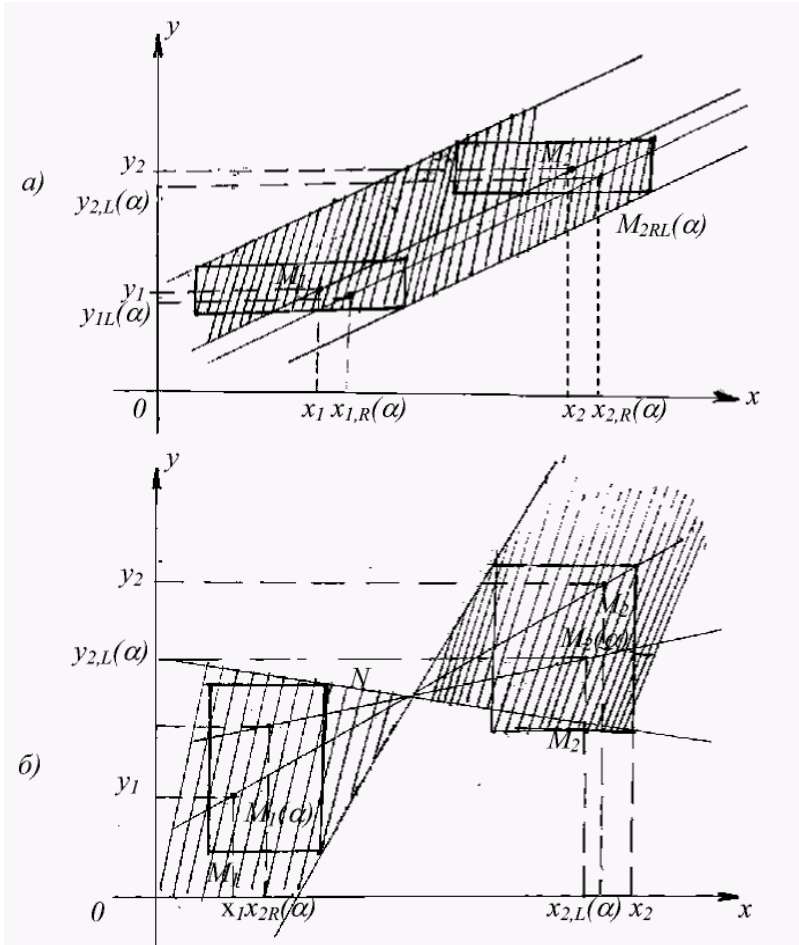 y
а)
y2
M2
y2,L(α)
M2RL(α)
y1
M1
y1L(α)
0
x1 x1,R(α)
x2 x2,R(α)
x
y
y2
M2
y2,L(α)
M2(α)
N
б)
M2
y1
M1(α)
M1
0
x1x2R(α)
x2,L(α) x2
x